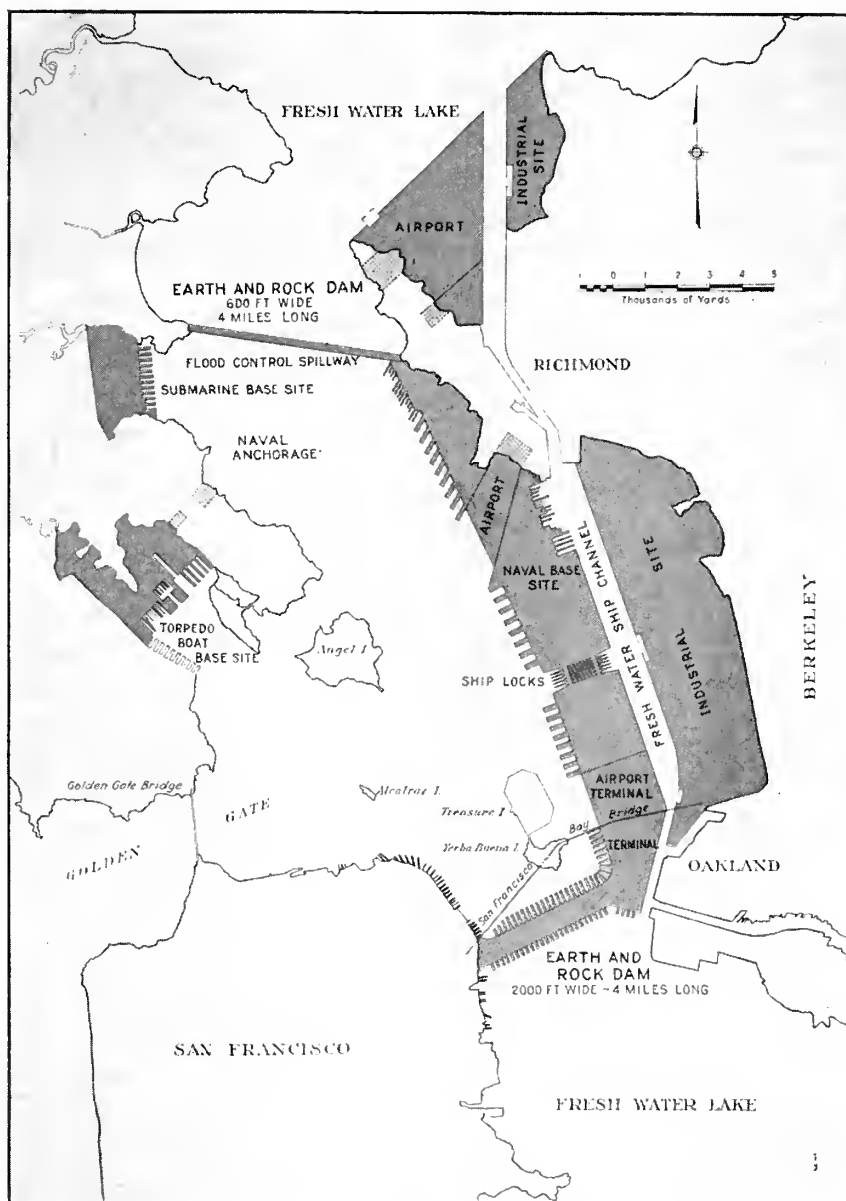 FRESH WATER LAKE
INDUSTRIAL
SITE
AIRPORT
EARTH AND ROCK DAM
600 FT WIDE
4 MILES LONG
1 0 1 2 3 4 5
Thousands of Yards
FLOOD CONTROL SPILLWAY
RICHMOND
SUBMARINE BASE SITE
NAVAL
ANCHORAGE
AIRPORT
NAVAL BASE
SITE
FRESH WATER SHIP CHANNEL
INDUSTRIAL SITE
BERKELEY
TORPEDO
BOAT
BASE SITE
Angel I.
SHIP LOCKS
Golden Gate Bridge
GOLDEN GATE
Alcatraz I.
Treasure I.
Yerba Buena I.
AIRPORT
TERMINAL
San Francisco Bay Bridge
TERMINAL
OAKLAND
EARTH AND
ROCK DAM
2000 FT WIDE - 4 MILES LONG
SAN FRANCISCO
FRESH WATER LAKE